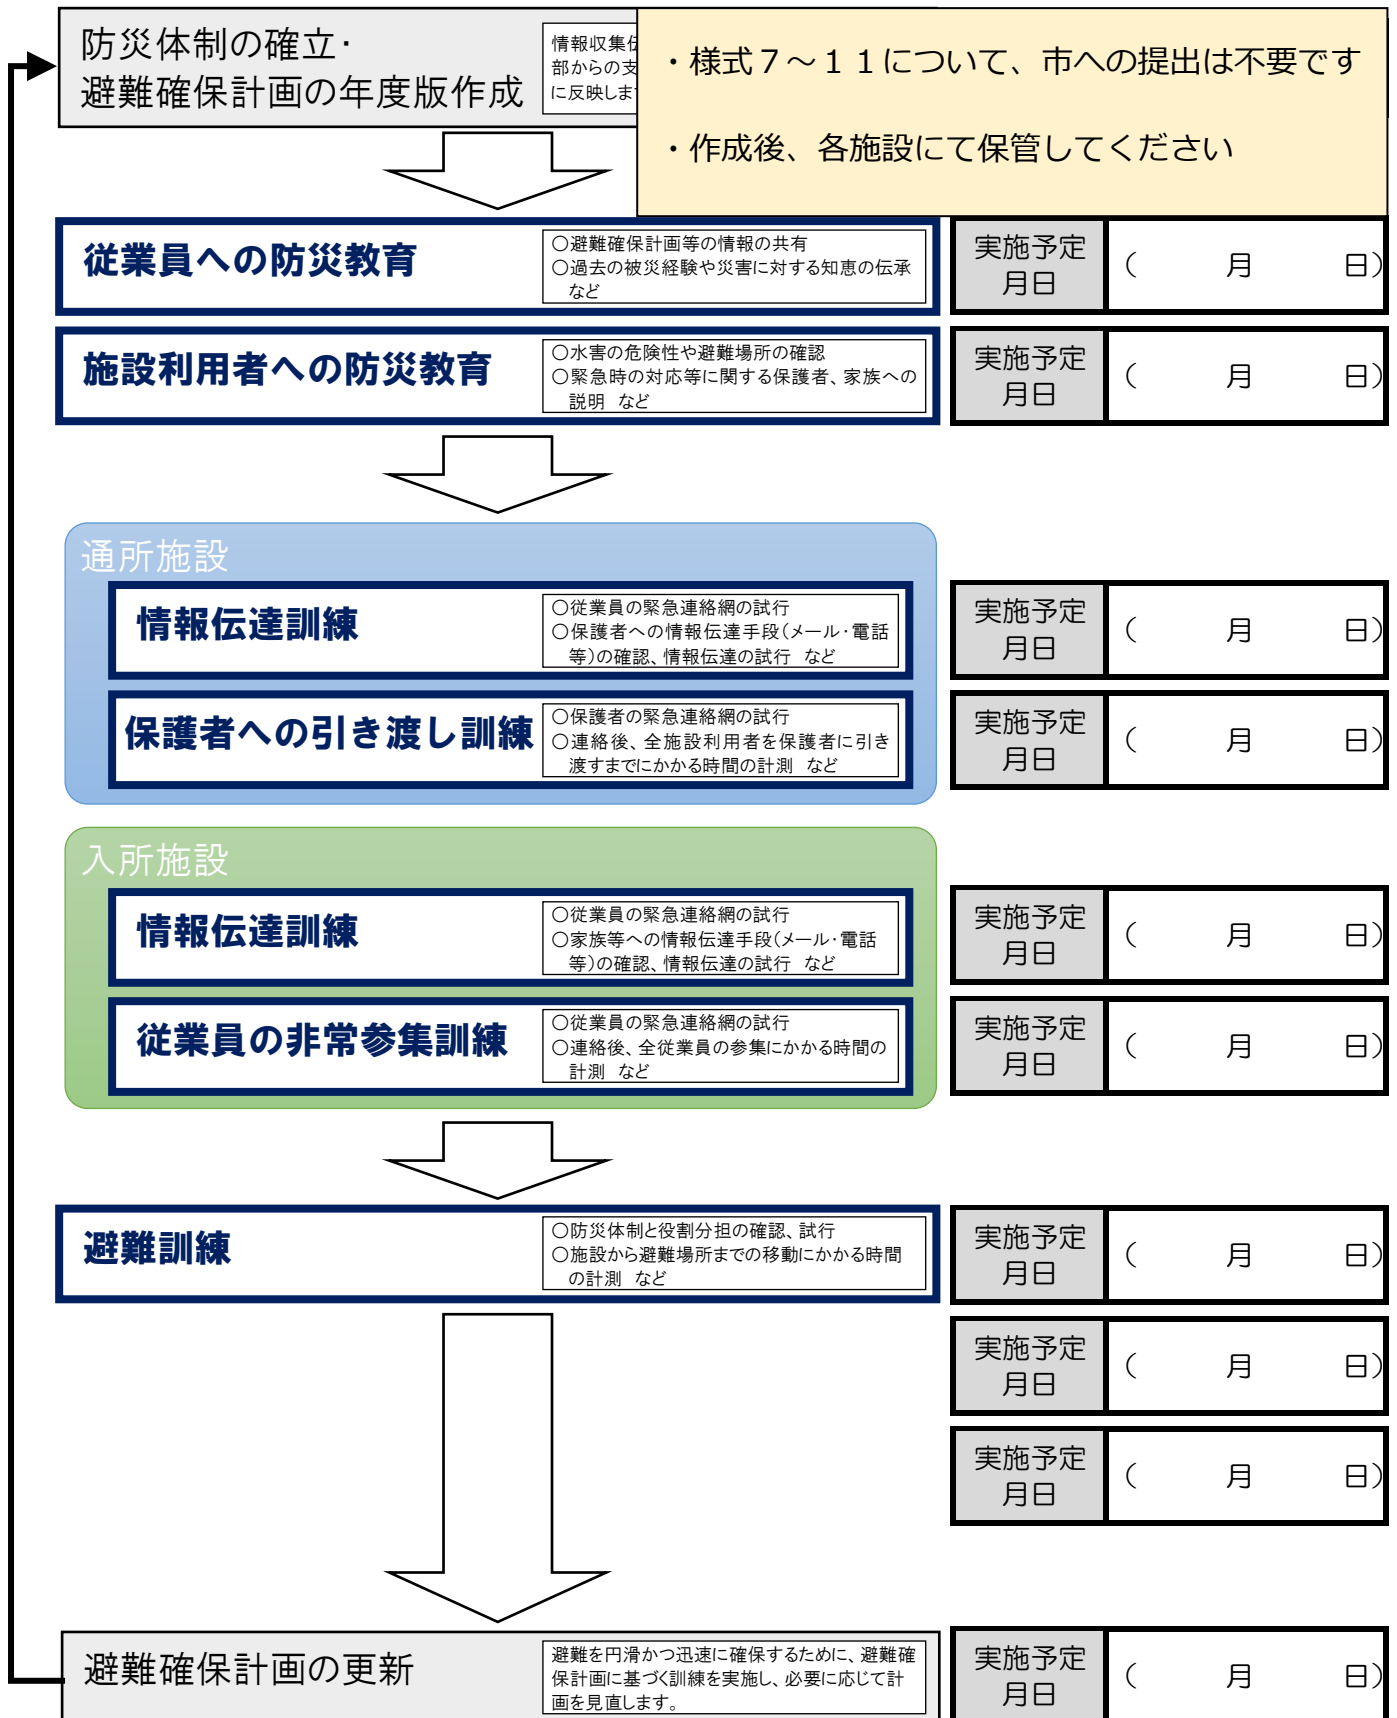 防災体制の確立・
避難確保計画の年度版作成
情報収集伝
部からの支
に反映しま
・様式７～１１について、市への提出は不要です
・作成後、各施設にて保管してください
従業員への防災教育
○避難確保計画等の情報の共有
○過去の被災経験や災害に対する知恵の伝承
など
実施予定
月日
（　　月　　日）
施設利用者への防災教育
○水害の危険性や避難場所の確認
○緊急時の対応等に関する保護者、家族への
説明　など
実施予定
月日
（　　月　　日）
通所施設
情報伝達訓練
○従業員の緊急連絡網の試行
○保護者への情報伝達手段（メール・電話
等）の確認、情報伝達の試行　など
実施予定
月日
（　　月　　日）
保護者への引き渡し訓練
○保護者の緊急連絡網の試行
○連絡後、全施設利用者を保護者に引き
渡すまでにかかる時間の計測　など
実施予定
月日
（　　月　　日）
入所施設
情報伝達訓練
○従業員の緊急連絡網の試行
○家族等への情報伝達手段（メール・電話
等）の確認、情報伝達の試行　など
実施予定
月日
（　　月　　日）
従業員の非常参集訓練
○従業員の緊急連絡網の試行
○連絡後、全従業員の参集にかかる時間の
計測　など
実施予定
月日
（　　月　　日）
避難訓練
○防災体制と役割分担の確認、試行
○施設から避難場所までの移動にかかる時間
の計測　など
実施予定
月日
（　　月　　日）
実施予定
月日
（　　月　　日）
実施予定
月日
（　　月　　日）
避難確保計画の更新
避難を円滑かつ迅速に確保するために、避難確
保計画に基づく訓練を実施し、必要に応じて計
画を見直します。
実施予定
月日
（　　月　　日）